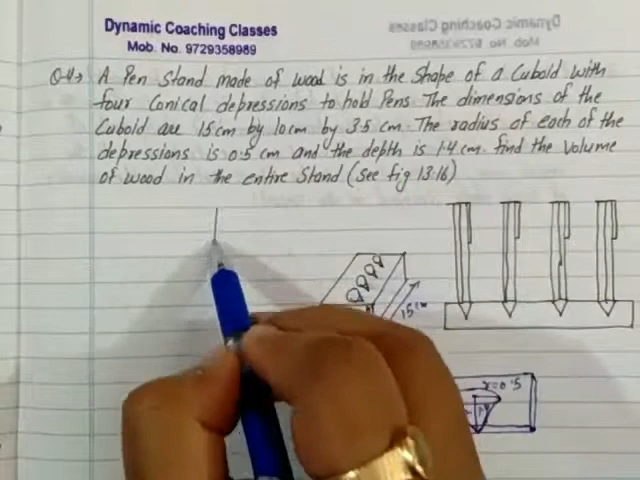 Dynamic Coaching Classes
Mob. No. 9729358989
Q4→ A Pen Stand made of wood is in the Shape of a Cuboid with
four Conical depressions to hold Pens The dimensions of the
Cuboid are 15cm by 10cm by 3.5 cm. The radius of each of the
depressions is 0.5 cm and the depth is 1.4 cm. find the Volume
of wood in the entire Stand (See fig 13.16)
15cm
r=0.5